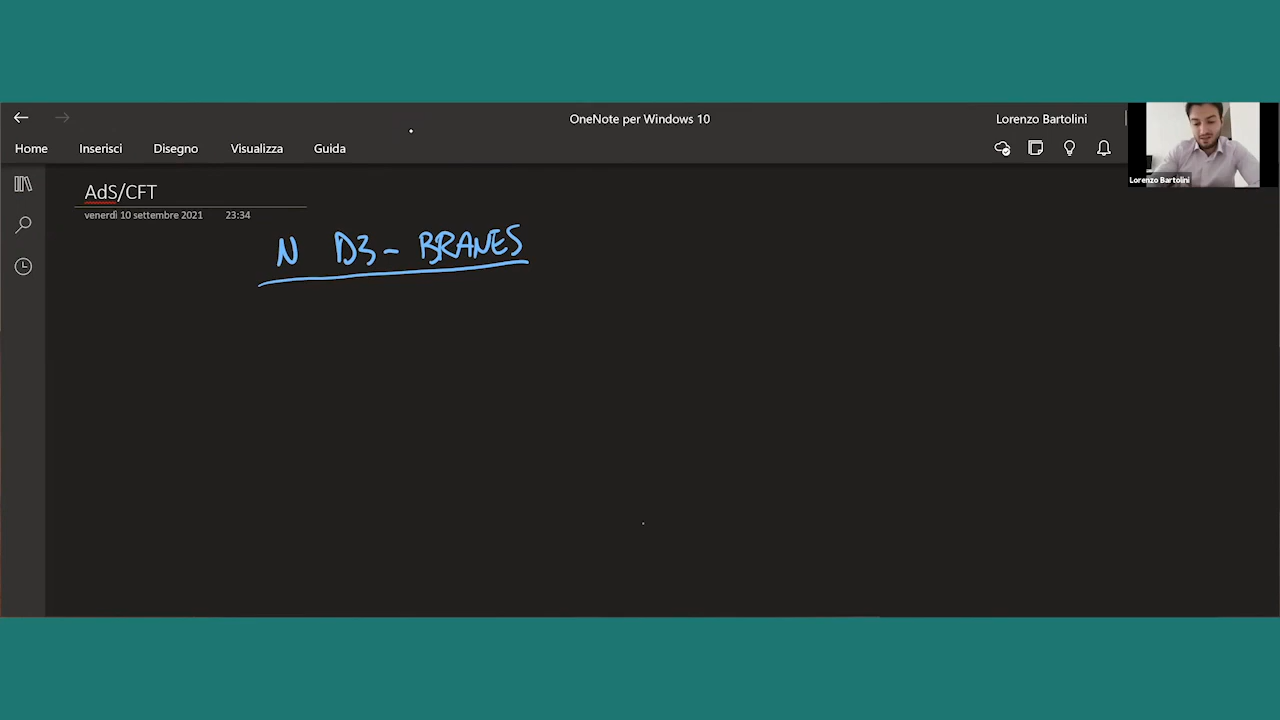 OneNote per Windows 10
Lorenzo Bartolini
Home Inserisci Disegno Visualizza Guida
Lorenzo Bartolini
AdS/CFT
venerdì 10 settembre 2021 23:34
N D3- BRANES